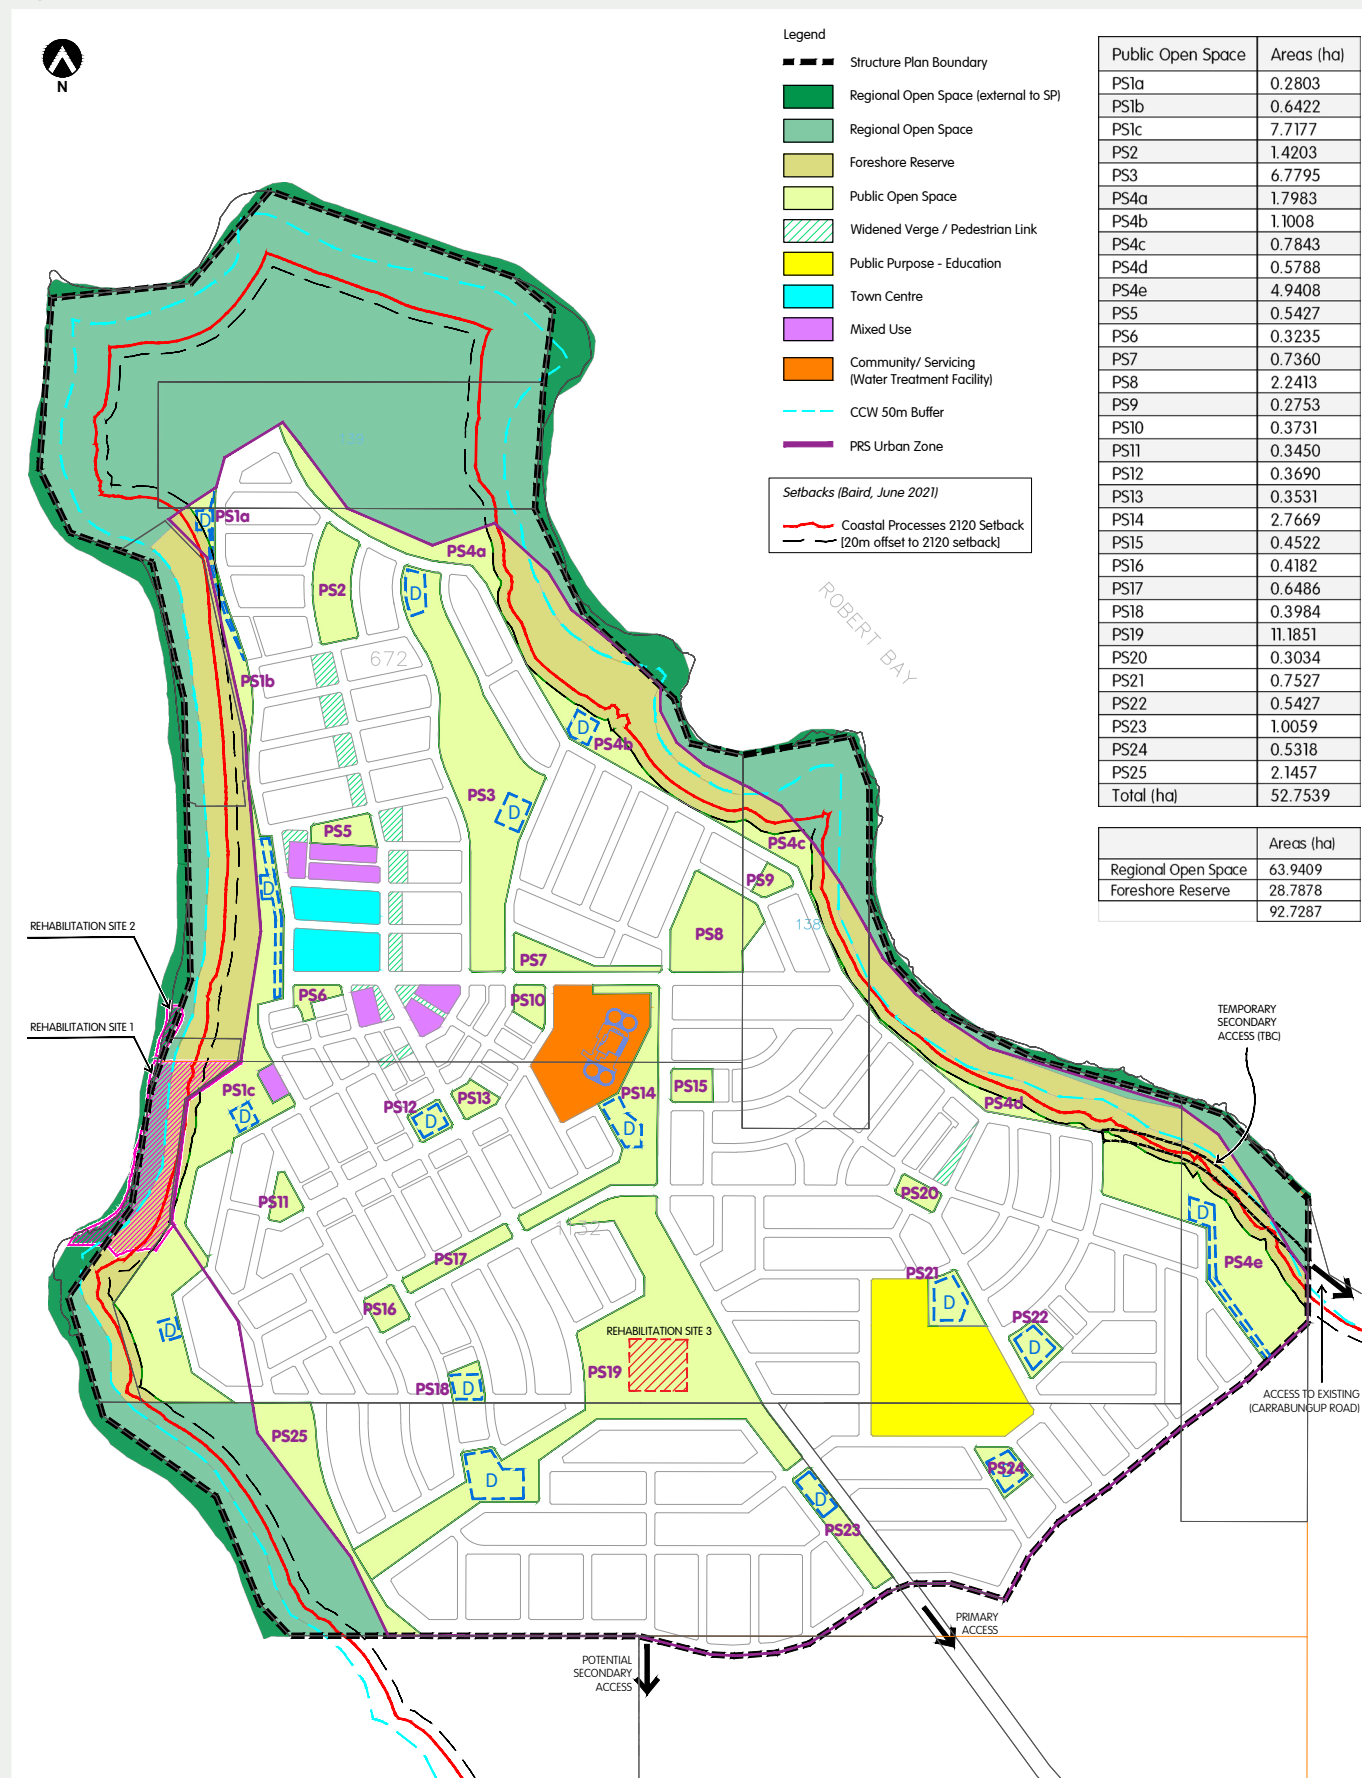 N
Legend
Structure Plan Boundary
Regional Open Space (external to SP)
Regional Open Space
Foreshore Reserve
Public Open Space
Widened Verge / Pedestrian Link
Public Purpose - Education
Town Centre
Mixed Use
Community/ Servicing
(Water Treatment Facility)
CCW 50m Buffer
PRS Urban Zone
Setbacks (Baird, June 2021)
Coastal Processes 2120 Setback
[20m offset to 2120 setback]
Public Open Space Areas (ha)
PS1a 0.2803
PS1b 0.6422
PS1c 7.7177
PS2 1.4203
PS3 6.7795
PS4a 1.7983
PS4b 1.1008
PS4c 0.7843
PS4d 0.5788
PS4e 4.9408
PS5 0.5427
PS6 0.3235
PS7 0.7360
PS8 2.2413
PS9 0.2753
PS10 0.3731
PS11 0.3450
PS12 0.3690
PS13 0.3531
PS14 2.7669
PS15 0.4522
PS16 0.4182
PS17 0.6486
PS18 0.3984
PS19 11.1851
PS20 0.3034
PS21 0.7527
PS22 0.5427
PS23 1.0059
PS24 0.5318
PS25 2.1457
Total (ha) 52.7539
Areas (ha)
Regional Open Space 63.9409
Foreshore Reserve 28.7878
92.7287
ROBERT BAY
D
PS1a
PS4a
PS2
D
672
PS1b
D
PS4b
PS3
D
PS5
PS4c
PS9
D
138
PS8
REHABILITATION SITE 2
PS7
PS6
PS10
REHABILITATION SITE 1
TEMPORARY
SECONDARY
ACCESS (TBC)
PS1c
D
PS12
D
PS13
PS14
D
PS15
PS4d
PS11
PS20
D
1132
PS17
PS4e
PS21
D
PS16
PS22
D
D
REHABILITATION SITE 3
PS19
PS18
D
ACCESS TO EXISTING
(CARRABUNGUP ROAD)
PS25
D
PS24
D
PS23
PRIMARY
ACCESS
POTENTIAL
SECONDARY
ACCESS